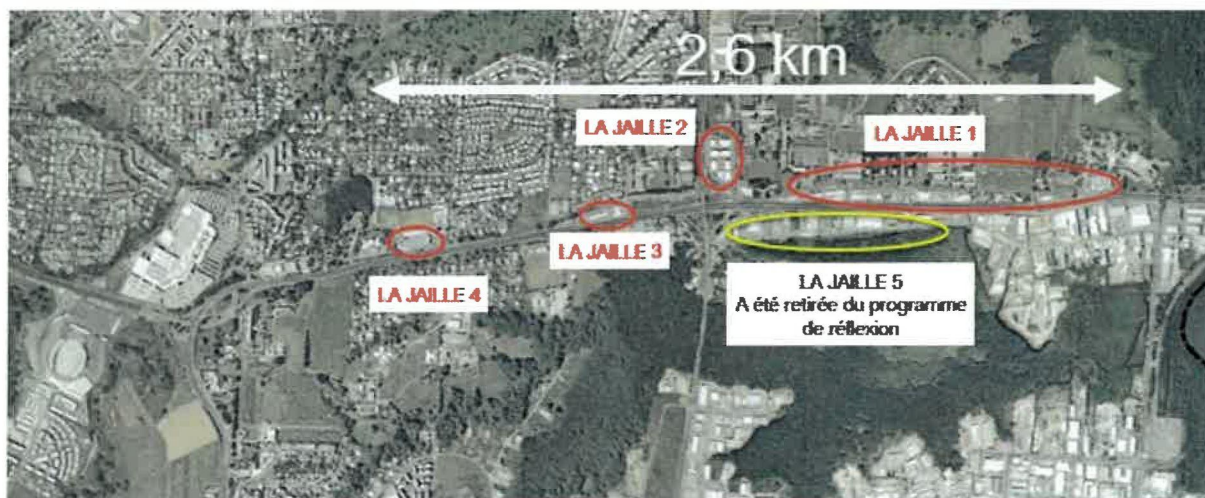 2,6 km
LA JAILLE 2
LA JAILLE 1
LA JAILLE 3
LA JAILLE 4
LA JAILLE 5
A été retirée du programme
de réflexion